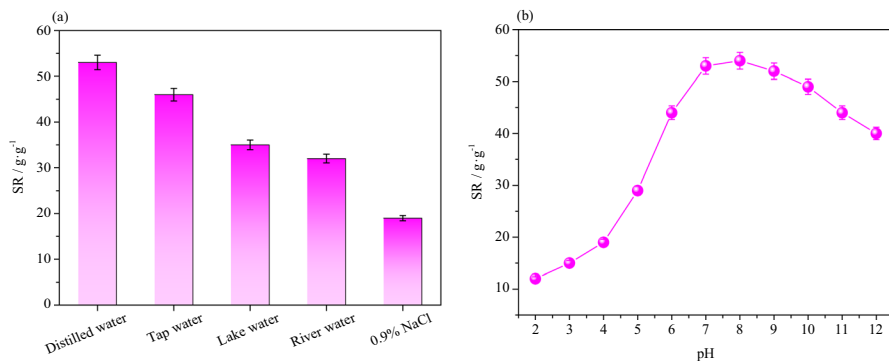 (a)
60
50
40
30
20
10
0
SR / g·g⁻¹
Distilled water
Tap water
Lake water
River water
0.9% NaCl
(b)
60
50
40
30
20
10
SR / g·g⁻¹
2 3 4 5 6 7 8 9 10 11 12
pH